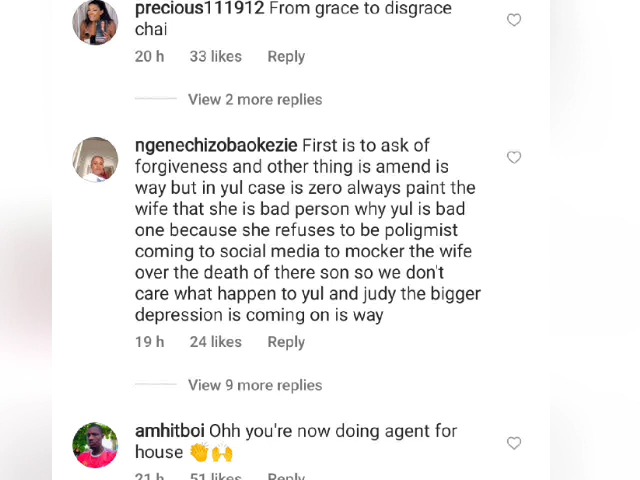 precious111912 From grace to disgrace
chai
20 h 33 likes Reply
View 2 more replies
ngenechizobaokezie First is to ask of
forgiveness and other thing is amend is
way but in yul case is zero always paint the
wife that she is bad person why yul is bad
one because she refuses to be poligmist
coming to social media to mocker the wife
over the death of there son so we don't
care what happen to yul and judy the bigger
depression is coming on is way
19 h 24 likes Reply
View 9 more replies
amhitboi Ohh you're now doing agent for
house 👏🙌
21 h 51 likes Reply